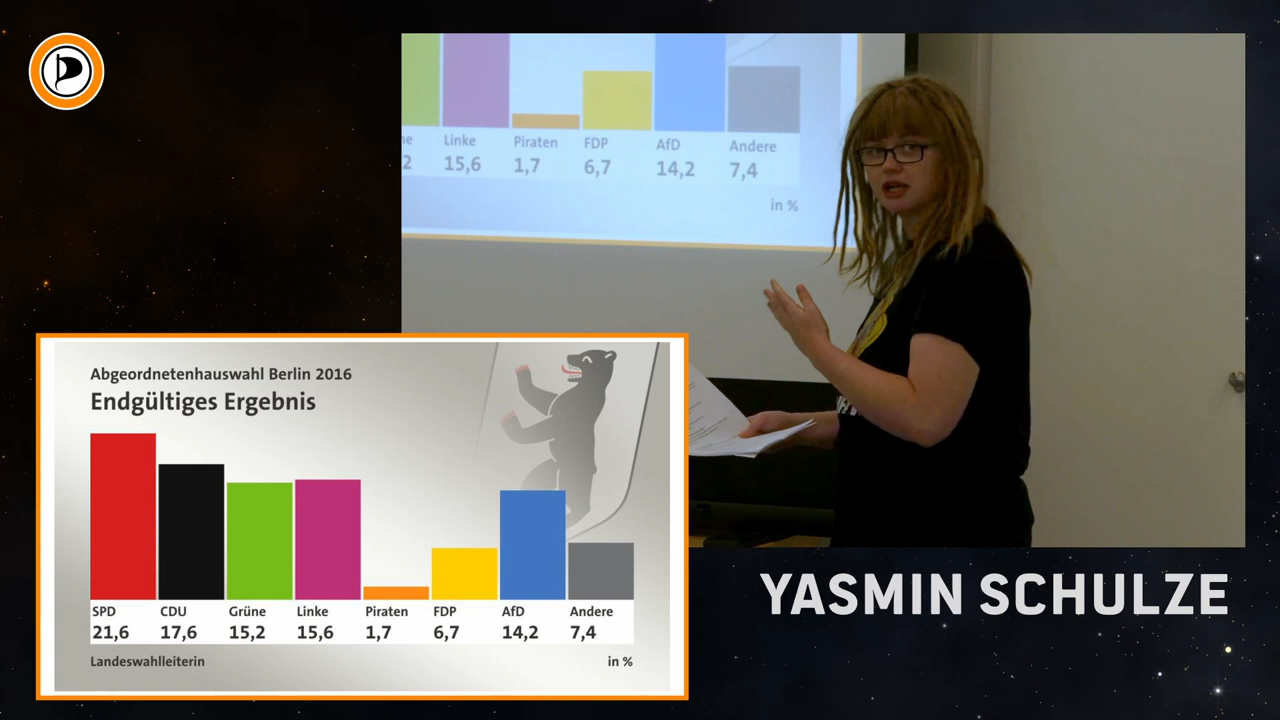 ne Linke Piraten FDP AfD Andere
2 15,6 1,7 6,7 14,2 7,4
in %
Abgeordnetenhauswahl Berlin 2016
Endgültiges Ergebnis
SPD CDU Grüne Linke Piraten FDP AfD Andere
21,6 17,6 15,2 15,6 1,7 6,7 14,2 7,4
Landeswahlleiterin in %
YASMIN SCHULZE